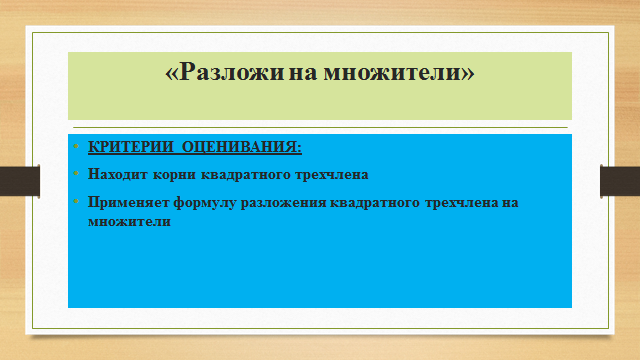 «Разложи на множители»
КРИТЕРИИ ОЦЕНИВАНИЯ:
Находит корни квадратного трехчлена
Применяет формулу разложения квадратного трехчлена на
множители